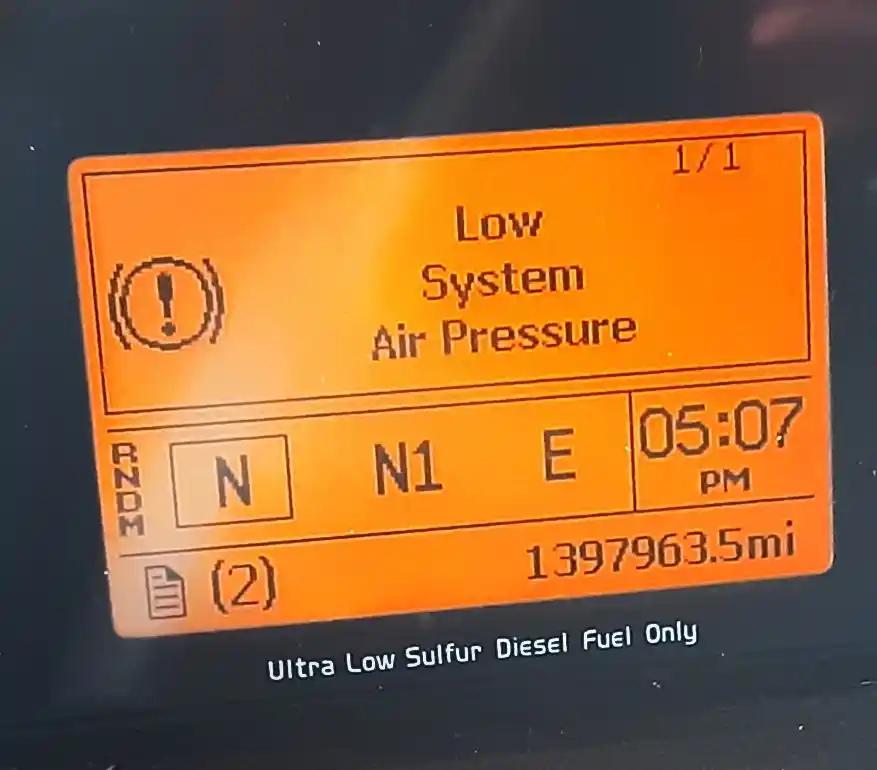 1/1
Low
System
Air Pressure
RNDM
N N1 E
05:07
PM
(2) 1397963.5mi
Ultra Low Sulfur Diesel Fuel Only